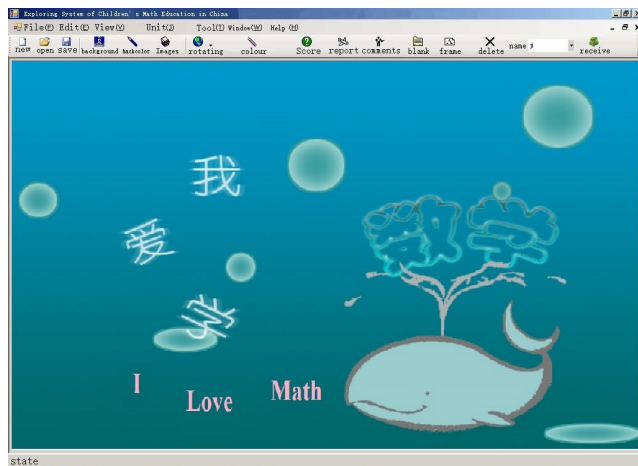 Exploring System of Children's Math Education in China
File(F) Edit(E) View(V) Unit(Z) Tool(T) Window(W) Help (H)
new open save background backcolor Images rotating colour Score report comments blank frame delete name receive
我
爱
数学
学
I Love Math
state